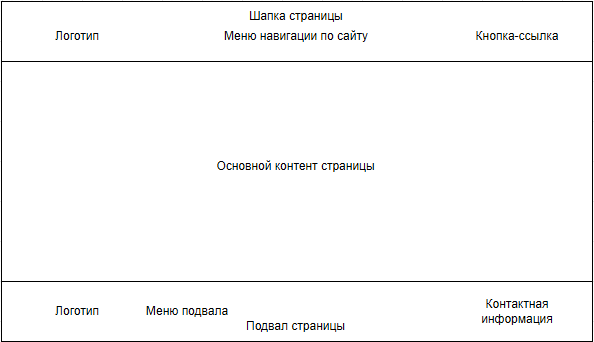 Шапка страницы
Логотип
Меню навигации по сайту
Кнопка-ссылка
Основной контент страницы
Логотип
Меню подвала
Контактная
информация
Подвал страницы